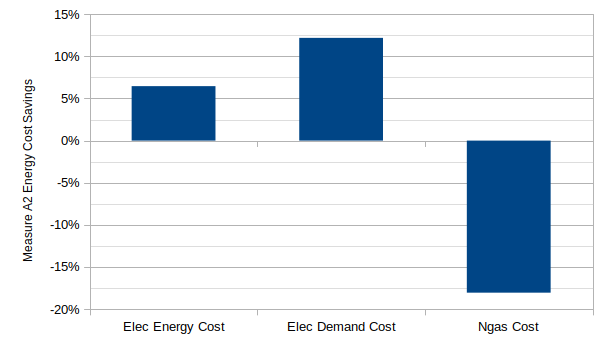 15%
10%
5%
0%
-5%
-10%
-15%
-20%
Measure A2 Energy Cost Savings
Elec Energy Cost
Elec Demand Cost
Ngas Cost